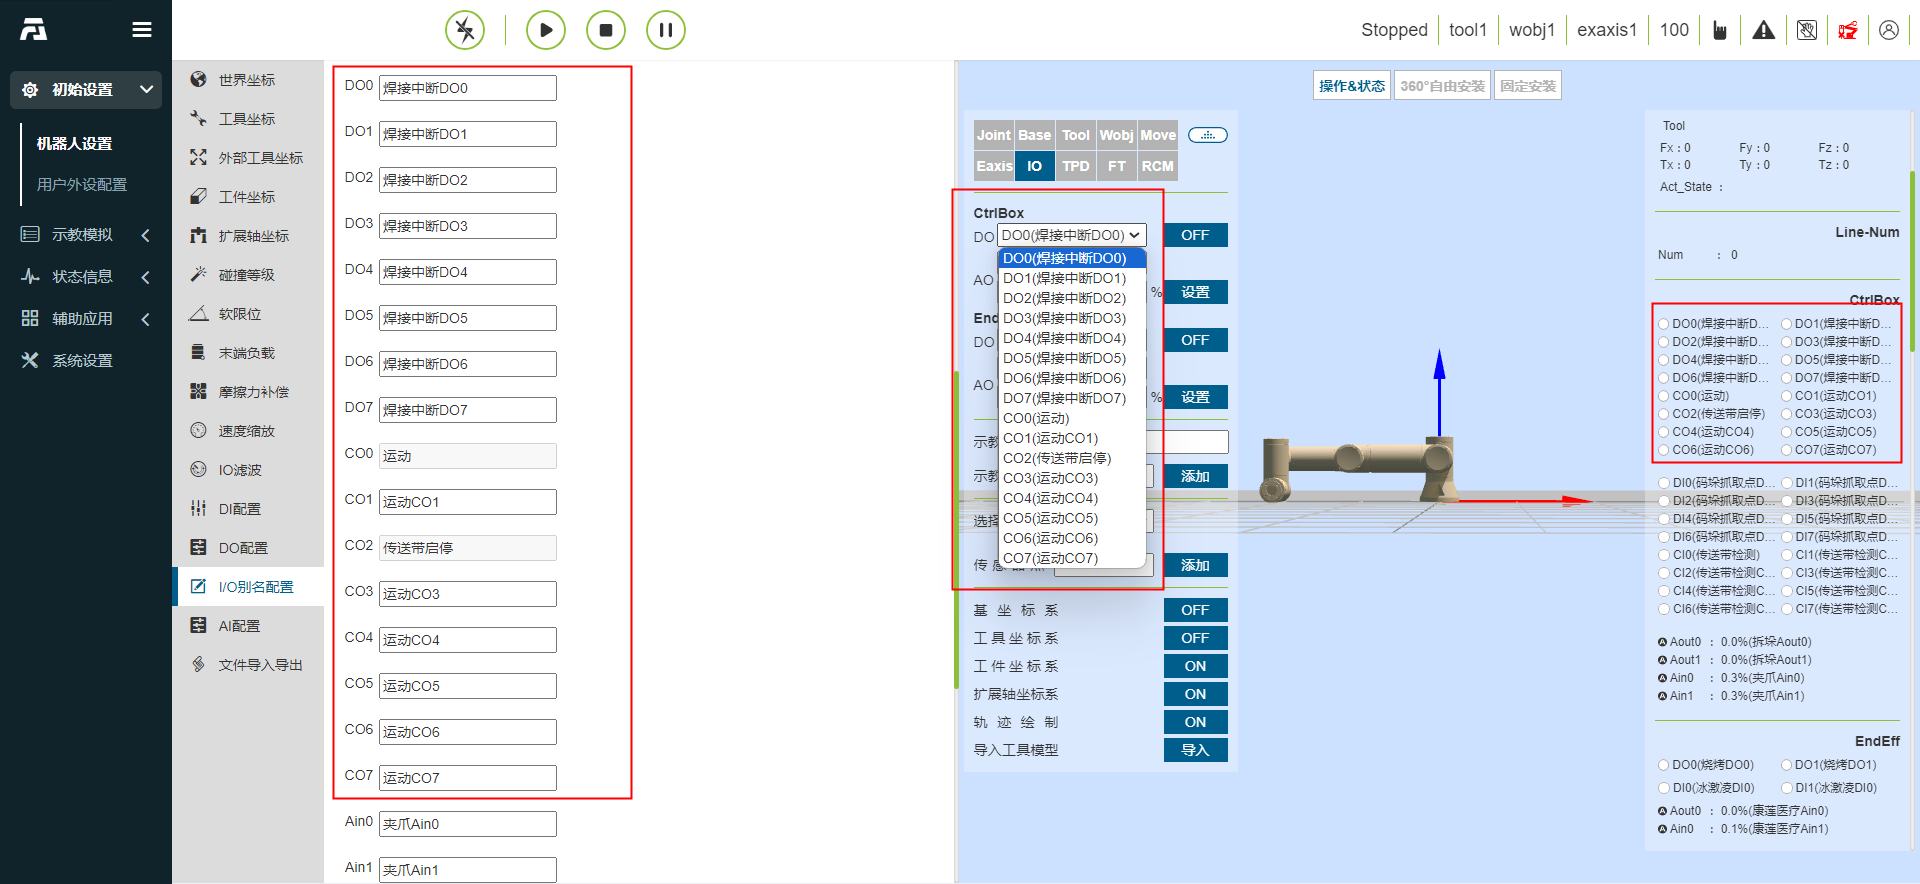 Stopped tool1 wobj1 exaxis1 100
初始设置
机器人设置
用户外设配置
示教模拟
状态信息
辅助应用
系统设置
世界坐标
工具坐标
外部工具坐标
工件坐标
扩展轴坐标
碰撞等级
软限位
末端负载
摩擦力补偿
速度缩放
IO滤波
DI配置
DO配置
I/O别名配置
AI配置
文件导入导出
DO0 焊接中断DO0
DO1 焊接中断DO1
DO2 焊接中断DO2
DO3 焊接中断DO3
DO4 焊接中断DO4
DO5 焊接中断DO5
DO6 焊接中断DO6
DO7 焊接中断DO7
CO0 运动
CO1 运动CO1
CO2 传送带启停
CO3 运动CO3
CO4 运动CO4
CO5 运动CO5
CO6 运动CO6
CO7 运动CO7
Ain0 夹爪Ain0
Ain1 夹爪Ain1
操作&状态 360°自由安装 固定安装
Joint Base Tool Wobj Move
Eaxis IO TPD FT RCM
CtrlBox
DO DO0(焊接中断DO0) OFF
DO0(焊接中断DO0)
DO1(焊接中断DO1)
DO2(焊接中断DO2)
DO3(焊接中断DO3)
DO4(焊接中断DO4)
DO5(焊接中断DO5)
DO6(焊接中断DO6)
DO7(焊接中断DO7)
CO0(运动)
CO1(运动CO1)
CO2(传送带启停)
CO3(运动CO3)
CO4(运动CO4)
CO5(运动CO5)
CO6(运动CO6)
CO7(运动CO7)
AO % 设置
End
DO OFF
AO % 设置
示教
示教 添加
选择
传 添加
基坐标系 OFF
工具坐标系 OFF
工件坐标系 ON
扩展轴坐标系 ON
轨迹绘制 ON
导入工具模型 导入
Tool
Fx : 0 Fy : 0 Fz : 0
Tx : 0 Ty : 0 Tz : 0
Act_State :
Line-Num
Num : 0
CtrlBox
DO0(焊接中断D... DO1(焊接中断D...
DO2(焊接中断D... DO3(焊接中断D...
DO4(焊接中断D... DO5(焊接中断D...
DO6(焊接中断D... DO7(焊接中断D...
CO0(运动) CO1(运动CO1)
CO2(传送带启停) CO3(运动CO3)
CO4(运动CO4) CO5(运动CO5)
CO6(运动CO6) CO7(运动CO7)
DI0(码垛抓取点D... DI1(码垛抓取点D...
DI2(码垛抓取点D... DI3(码垛抓取点D...
DI4(码垛抓取点D... DI5(码垛抓取点D...
DI6(码垛抓取点D... DI7(码垛抓取点D...
CI0(传送带检测) CI1(传送带检测C...
CI2(传送带检测C... CI3(传送带检测C...
CI4(传送带检测C... CI5(传送带检测C...
CI6(传送带检测C... CI7(传送带检测C...
Aout0 : 0.0%(拆垛Aout0)
Aout1 : 0.0%(拆垛Aout1)
Ain0 : 0.3%(夹爪Ain0)
Ain1 : 0.3%(夹爪Ain1)
EndEff
DO0(烧烤DO0) DO1(烧烤DO1)
DI0(冰激凌DI0) DI1(冰激凌DI1)
Aout0 : 0.0%(康莲医疗Ain0)
Ain0 : 0.1%(康莲医疗Ain1)